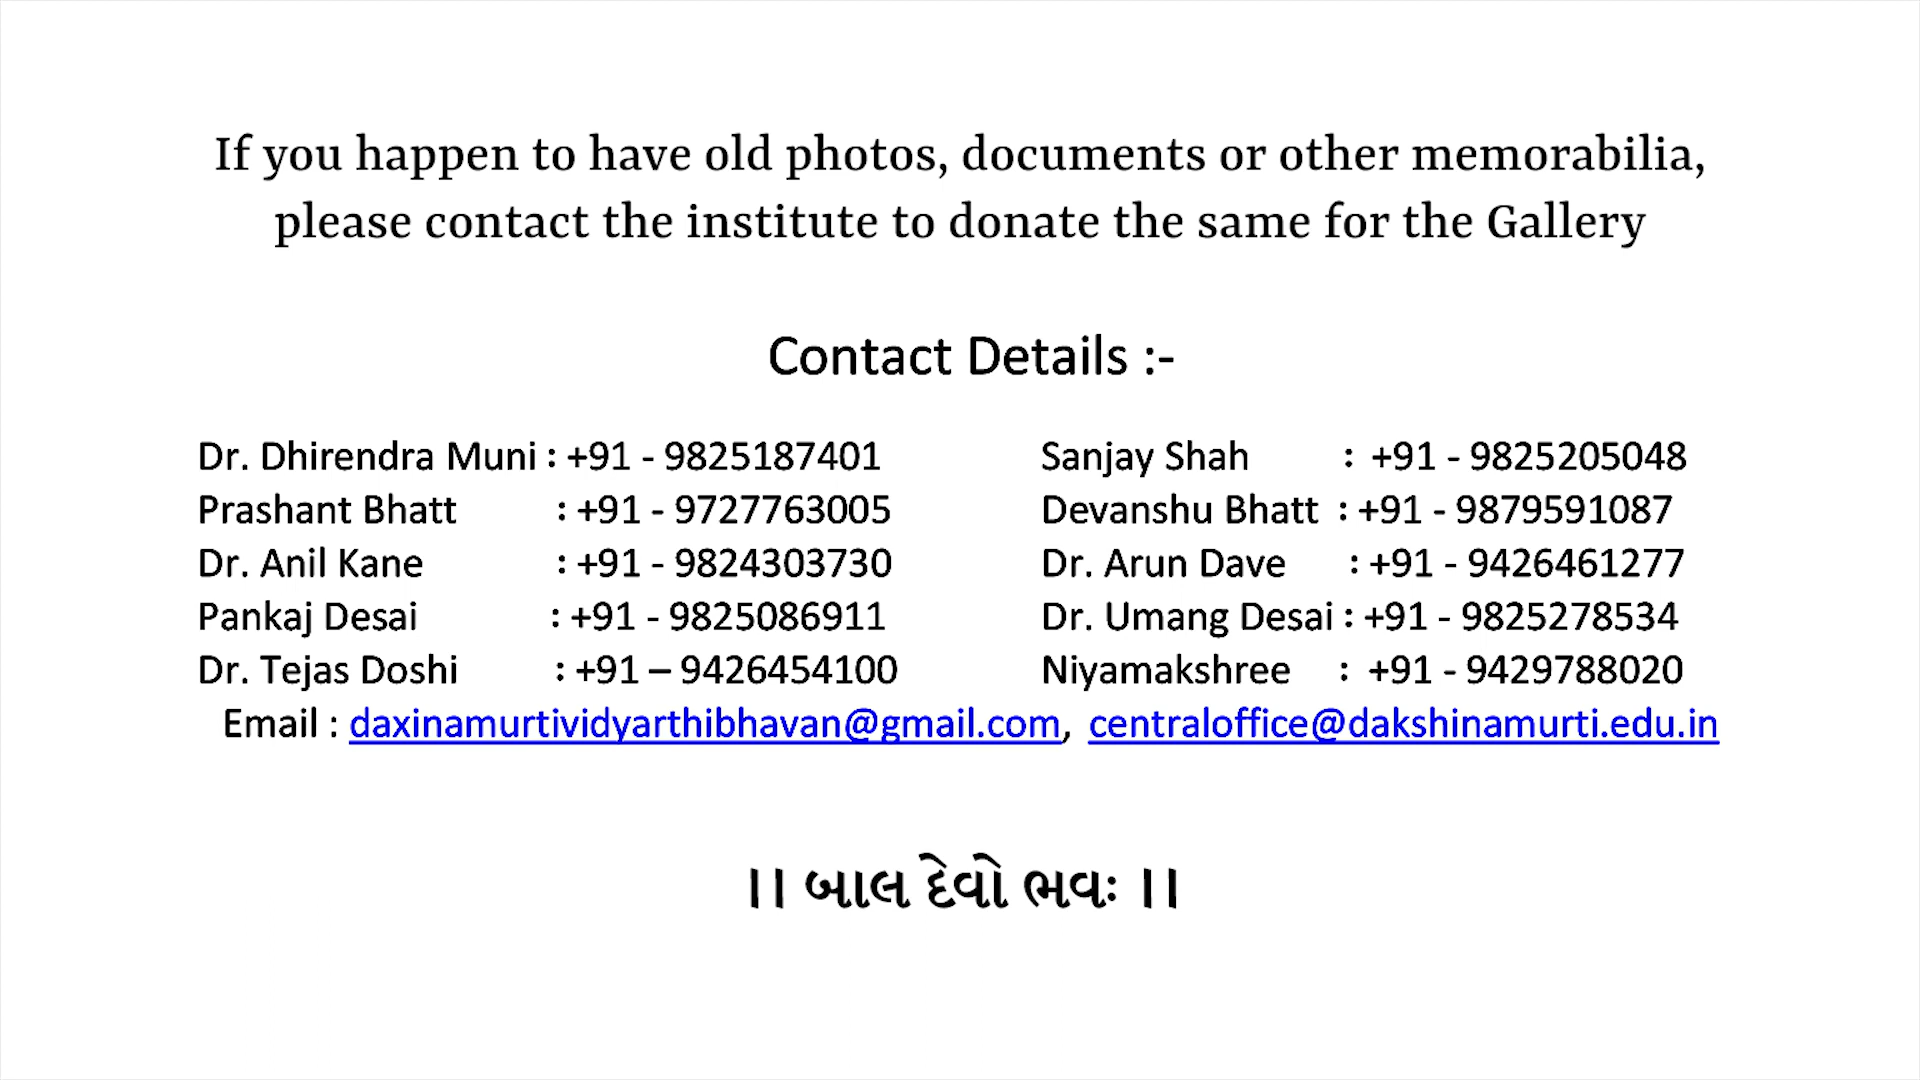 If you happen to have old photos, documents or other memorabilia,
please contact the institute to donate the same for the Gallery
Contact Details :-
Dr. Dhirendra Muni : +91 - 9825187401 Sanjay Shah : +91 - 9825205048
Prashant Bhatt : +91 - 9727763005 Devanshu Bhatt : +91 - 9879591087
Dr. Anil Kane : +91 - 9824303730 Dr. Arun Dave : +91 - 9426461277
Pankaj Desai : +91 - 9825086911 Dr. Umang Desai : +91 - 9825278534
Dr. Tejas Doshi : +91 – 9426454100 Niyamakshree : +91 - 9429788020
Email : daxinamurtividyarthibhavan@gmail.com, centraloffice@dakshinamurti.edu.in
।। બાલ દેવો ભવઃ ।।